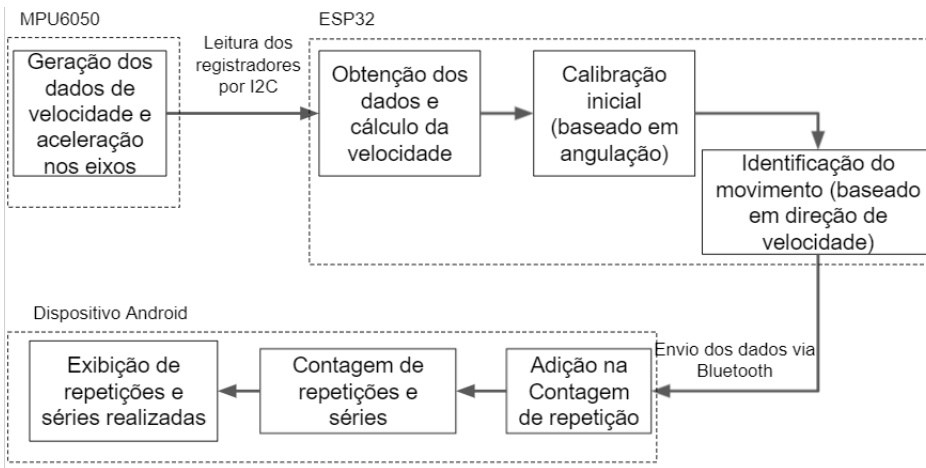 MPU6050
ESP32
Geração dos
dados de
velocidade e
aceleração
nos eixos
Leitura dos
registradores
por I2C
Obtenção dos
dados e
cálculo da
velocidade
Calibração
inicial
(baseado em
angulação)
Identificação do
movimento (baseado
em direção de
velocidade)
Envio dos dados via
Bluetooth
Dispositivo Android
Adição na
Contagem
de repetição
Contagem de
repetições e
séries
Exibição de
repetições e
séries realizadas